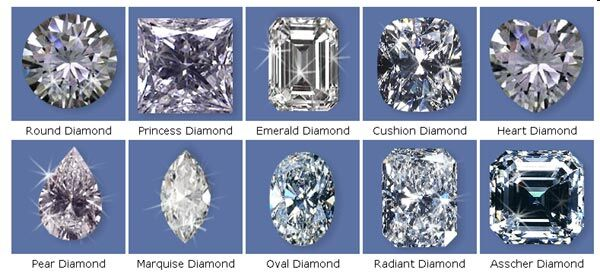 Round Diamond
Princess Diamond
Emerald Diamond
Cushion Diamond
Heart Diamond
Pear Diamond
Marquise Diamond
Oval Diamond
Radiant Diamond
Asscher Diamond